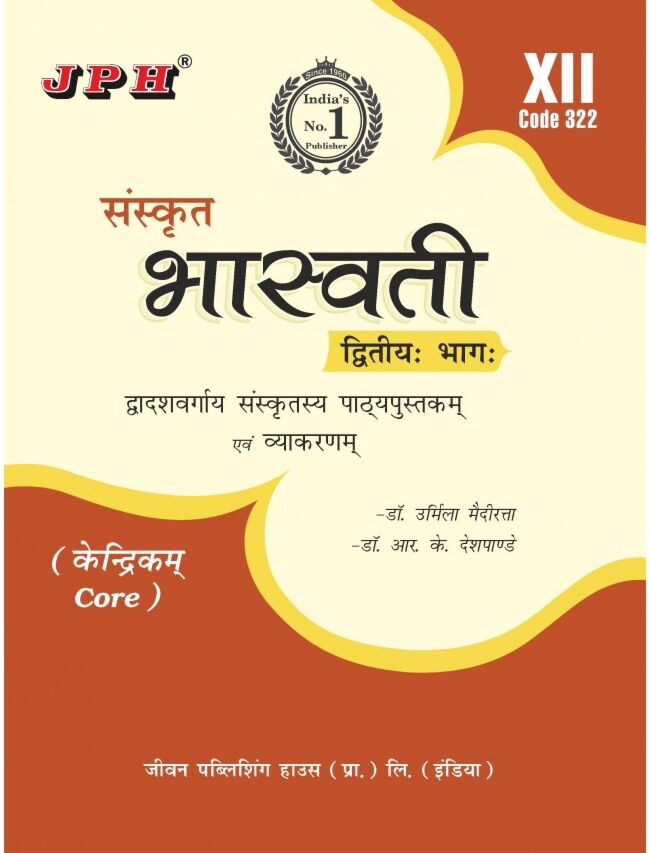 JPH®
Since 1960
India's
No. 1
Publisher
XII
Code 322
संस्कृत
भास्वती
द्वितीयः भागः
द्वादशवर्गाय संस्कृतस्य पाठ्यपुस्तकम्
एवं व्याकरणम्
-डॉ. उर्मिला मैदीरत्ता
-डॉ. आर. के. देशपाण्डे
( केन्द्रिकम्
Core )
जीवन पब्लिशिंग हाउस ( प्रा. ) लि. ( इंडिया )